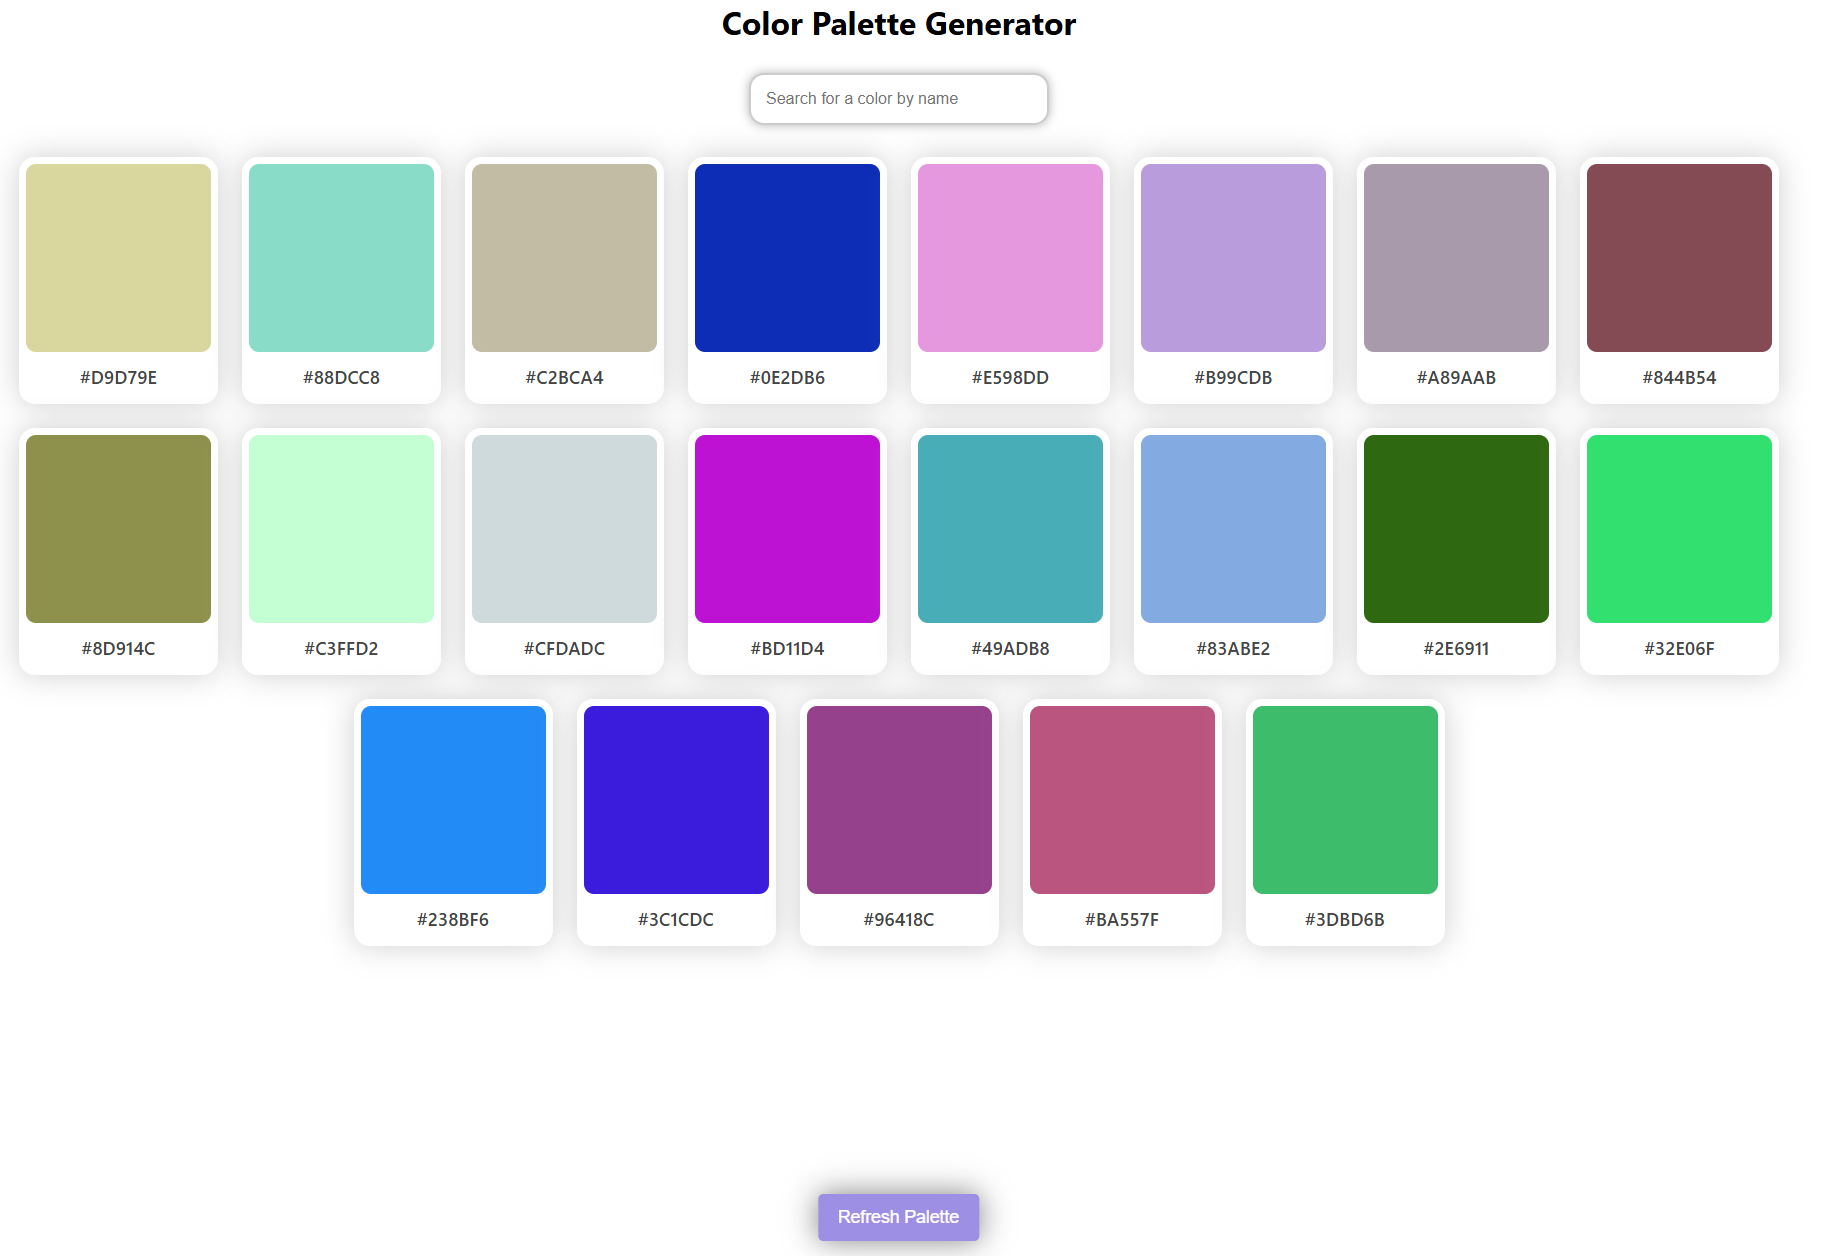 Color Palette Generator
Search for a color by name
#D9D79E #88DCC8 #C2BCA4 #0E2DB6 #E598DD #B99CDB #A89AAB #844B54
#8D914C #C3FFD2 #CFDADC #BD11D4 #49ADB8 #83ABE2 #2E6911 #32E06F
#238BF6 #3C1CDC #96418C #BA557F #3DBD6B
Refresh Palette